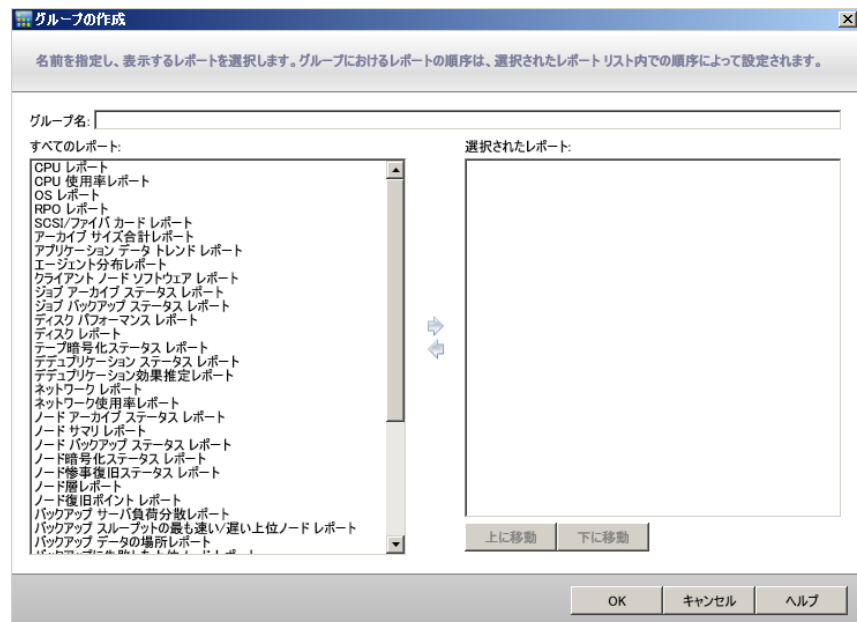 グループの作成
名前を指定し、表示するレポートを選択します。グループにおけるレポートの順序は、選択されたレポート リスト内での順序によって設定されます。
グループ名:
すべてのレポート:
CPU レポート
CPU 使用率レポート
OS レポート
RPO レポート
SCSI/ファイバ カード レポート
アーカイブ サイズ合計レポート
アプリケーション データ トレンド レポート
エージェント分布レポート
クライアント ノード ソフトウェア レポート
ジョブ アーカイブ ステータス レポート
ジョブ バックアップ ステータス レポート
ディスク パフォーマンス レポート
ディスク レポート
テープ暗号化ステータス レポート
デデュプリケーション ステータス レポート
デデュプリケーション効果推定レポート
ネットワーク レポート
ネットワーク使用率レポート
ノード アーカイブ ステータス レポート
ノード サマリ レポート
ノード バックアップ ステータス レポート
ノード暗号化ステータス レポート
ノード惨事復旧ステータス レポート
ノード層レポート
ノード復旧ポイント レポート
バックアップ サーバ負荷分散レポート
バックアップ スループットの最も速い/遅い上位ノード レポート
バックアップ データの場所レポート
バックアップに失敗した上位ノードレポート
選択されたレポート:
上に移動
下に移動
OK
キャンセル
ヘルプ